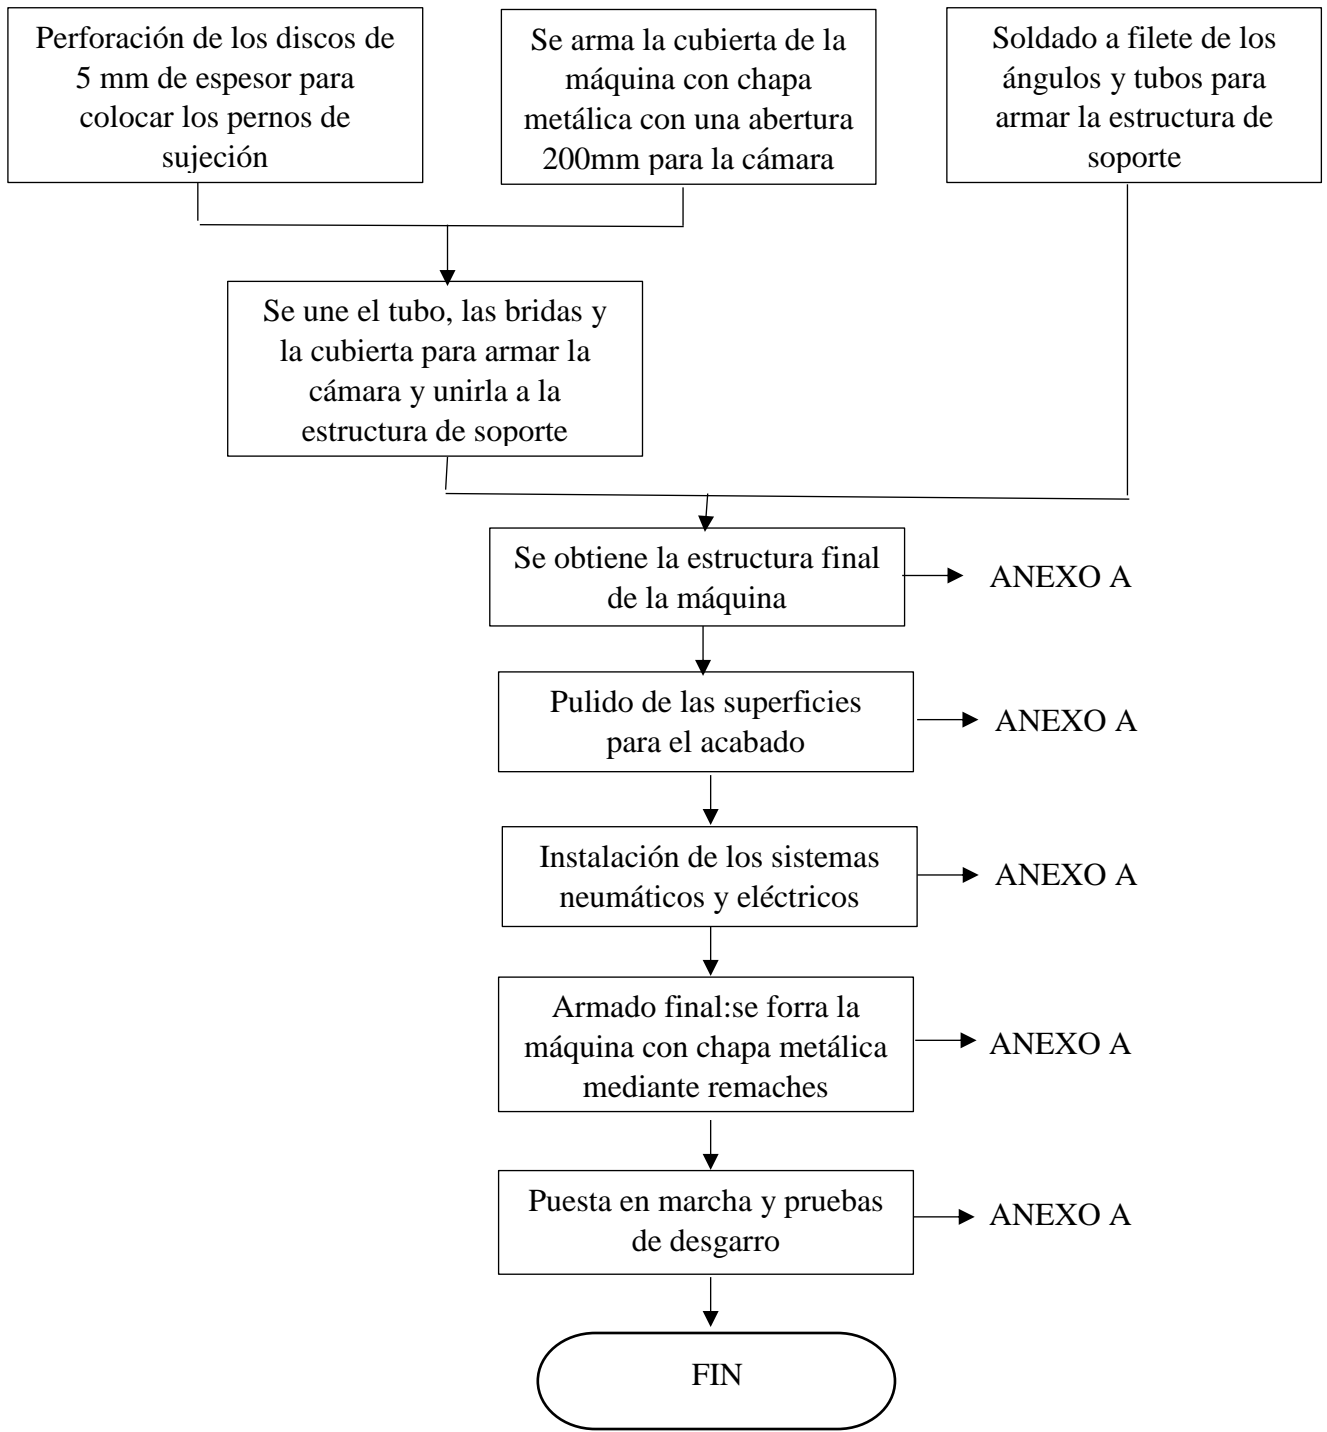 Perforación de los discos de
5 mm de espesor para
colocar los pernos de
sujeción
Se arma la cubierta de la
máquina con chapa
metálica con una abertura
200mm para la cámara
Soldado a filete de los
ángulos y tubos para
armar la estructura de
soporte
Se une el tubo, las bridas y
la cubierta para armar la
cámara y unirla a la
estructura de soporte
Se obtiene la estructura final
de la máquina
ANEXO A
Pulido de las superficies
para el acabado
ANEXO A
Instalación de los sistemas
neumáticos y eléctricos
ANEXO A
Armado final:se forra la
máquina con chapa metálica
mediante remaches
ANEXO A
Puesta en marcha y pruebas
de desgarro
ANEXO A
FIN